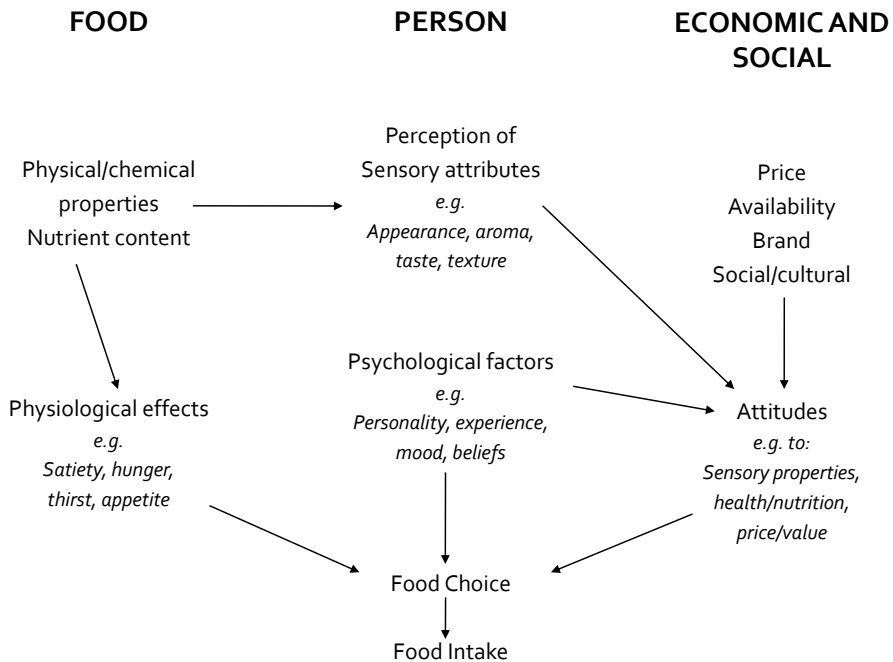 FOOD
PERSON
ECONOMIC AND
SOCIAL
Physical/chemical
properties
Nutrient content
Perception of
Sensory attributes
e.g.
Appearance, aroma,
taste, texture
Price
Availability
Brand
Social/cultural
Physiological effects
e.g.
Satiety, hunger,
thirst, appetite
Psychological factors
e.g.
Personality, experience,
mood, beliefs
Attitudes
e.g. to:
Sensory properties,
health/nutrition,
price/value
Food Choice
Food Intake